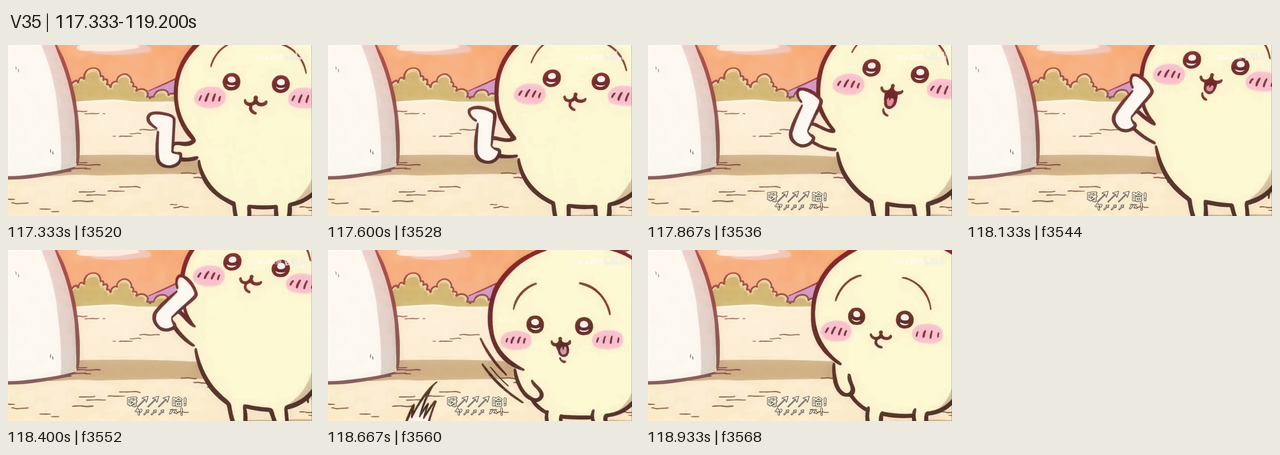 V35 | 117.333-119.200s
117.333s | f3520
117.600s | f3528
117.867s | f3536
118.133s | f3544
118.400s | f3552
118.667s | f3560
118.933s | f3568